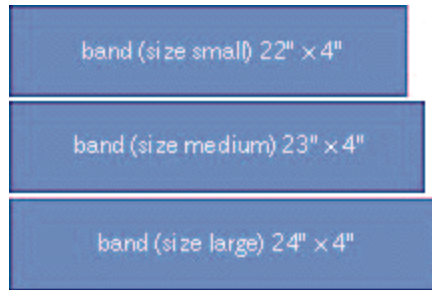 band (size small) 22" x 4"
band (size medium) 23" x 4"
band (size large) 24" x 4"